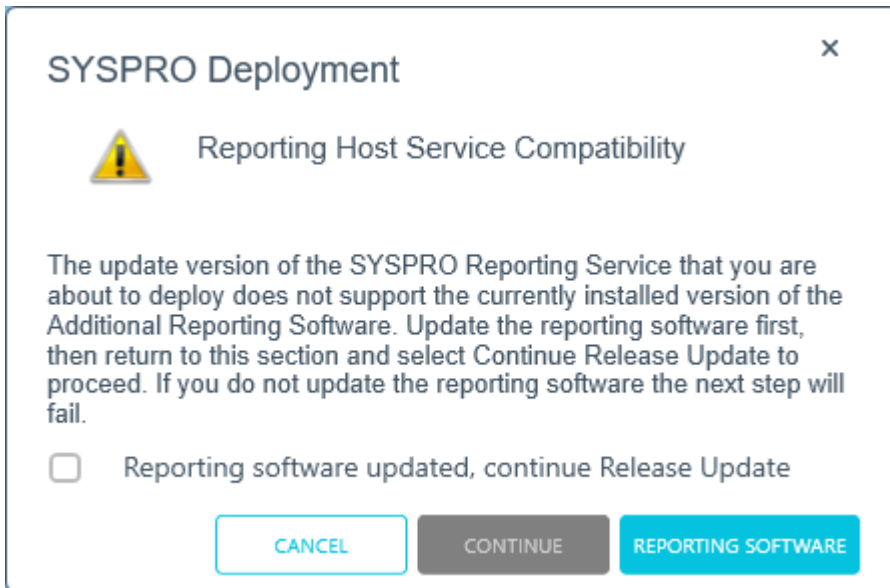 SYSPRO Deployment
Reporting Host Service Compatibility
The update version of the SYSPRO Reporting Service that you are
about to deploy does not support the currently installed version of the
Additional Reporting Software. Update the reporting software first,
then return to this section and select Continue Release Update to
proceed. If you do not update the reporting software the next step will
fail.
Reporting software updated, continue Release Update
CANCEL CONTINUE REPORTING SOFTWARE